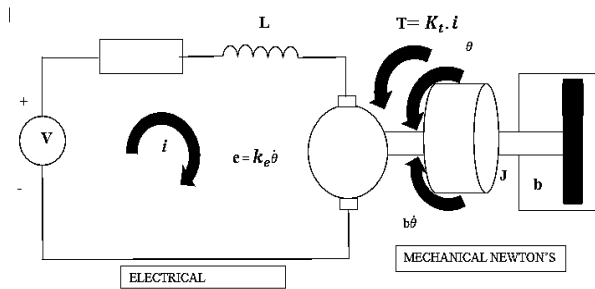 L
T= Kt. i
θ
+
V
-
i
e = keθ̇
J
b
bθ̇
ELECTRICAL
MECHANICAL NEWTON'S